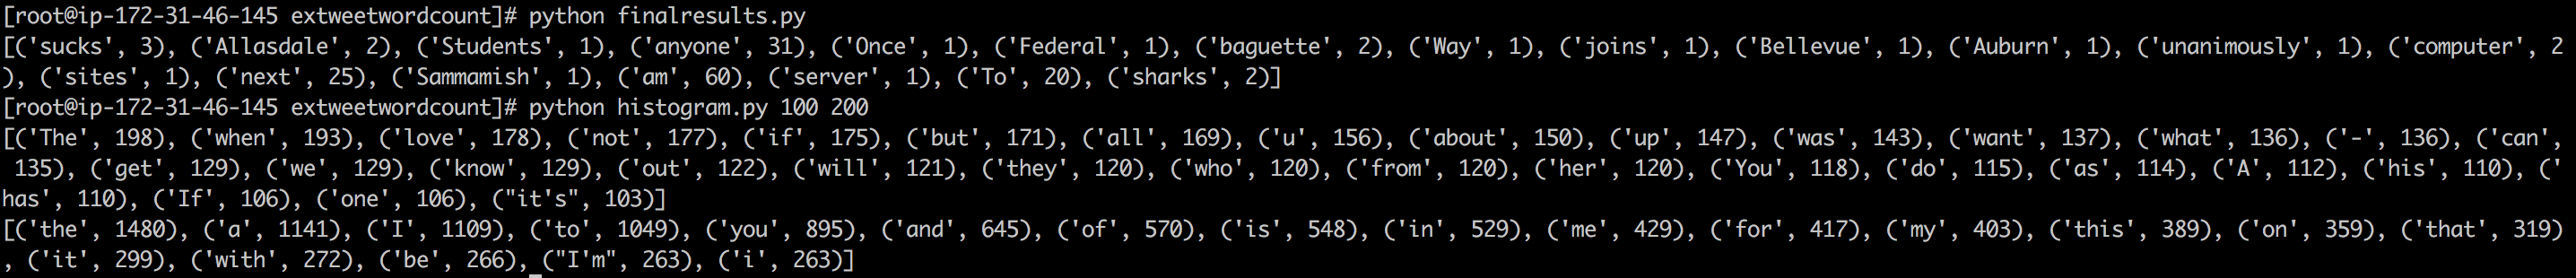 [root@ip-172-31-46-145 extweetwordcount]# python finalresults.py
[('sucks', 3), ('Allasdale', 2), ('Students', 1), ('anyone', 31), ('Once', 1), ('Federal', 1), ('baguette', 2), ('Way', 1), ('joins', 1), ('Bellevue', 1), ('Auburn', 1), ('unanimously', 1), ('computer', 2
), ('sites', 1), ('next', 25), ('Sammamish', 1), ('am', 60), ('server', 1), ('To', 20), ('sharks', 2)]
[root@ip-172-31-46-145 extweetwordcount]# python histogram.py 100 200
[('The', 198), ('when', 193), ('love', 178), ('not', 177), ('if', 175), ('but', 171), ('all', 169), ('u', 156), ('about', 150), ('up', 147), ('was', 143), ('want', 137), ('what', 136), ('-', 136), ('can',
 135), ('get', 129), ('we', 129), ('know', 129), ('out', 122), ('will', 121), ('they', 120), ('who', 120), ('from', 120), ('her', 120), ('You', 118), ('do', 115), ('as', 114), ('A', 112), ('his', 110), ('
has', 110), ('If', 106), ('one', 106), ("it's", 103)]
[('the', 1480), ('a', 1141), ('I', 1109), ('to', 1049), ('you', 895), ('and', 645), ('of', 570), ('is', 548), ('in', 529), ('me', 429), ('for', 417), ('my', 403), ('this', 389), ('on', 359), ('that', 319)
, ('it', 299), ('with', 272), ('be', 266), ("I'm", 263), ('i', 263)]